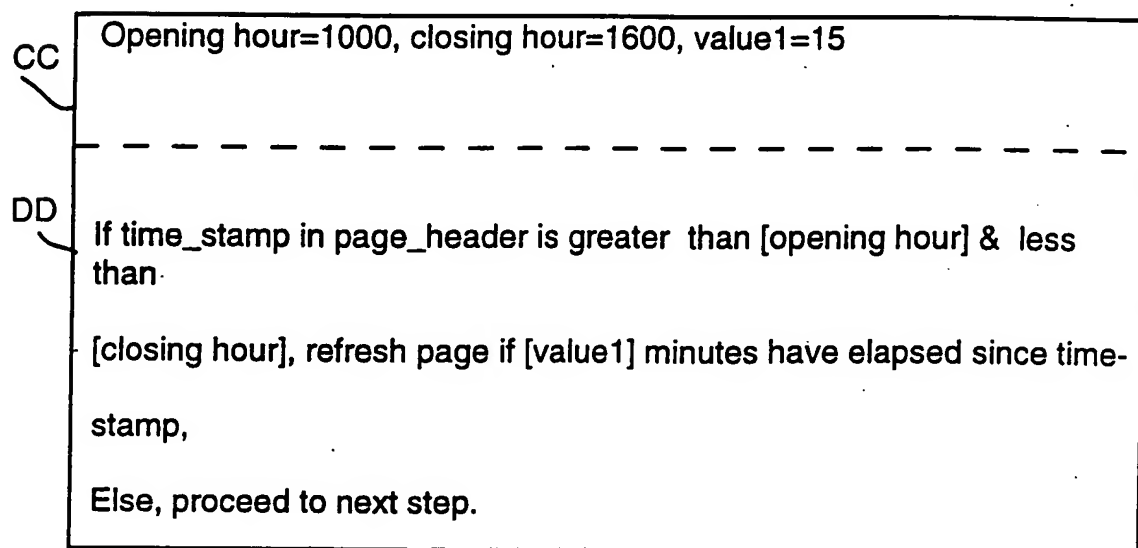 CC
Opening hour=1000, closing hour=1600, value1=15
DD
If time_stamp in page_header is greater than [opening hour] & less
than
[closing hour], refresh page if [value1] minutes have elapsed since time-
stamp,
Else, proceed to next step.